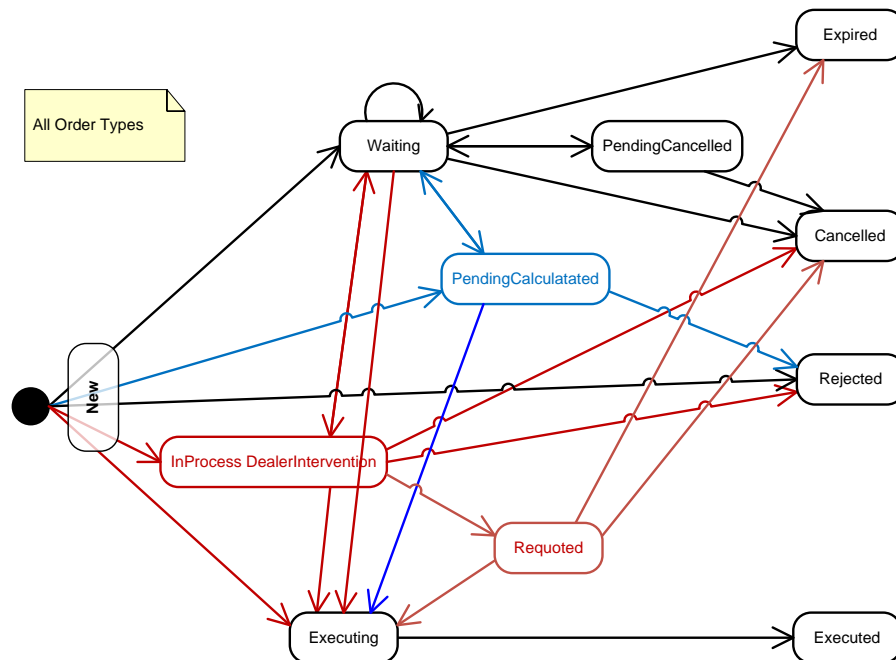 Expired
All Order Types
Waiting
PendingCancelled
Cancelled
PendingCalculatated
Rejected
New
InProcess DealerIntervention
Requoted
Executing
Executed